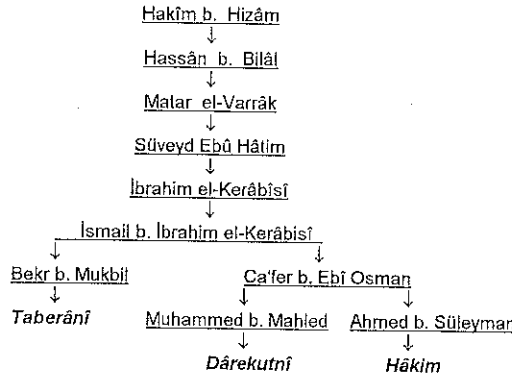 Hakîm b. Hizâm
Hassân b. Bilâl
Matar el-Varrâk
Süveyd Ebû Hâtim
İbrahim el-Kerâbîsî
İsmail b. İbrahim el-Kerâbisî
Bekr b. Mukbil Ca'fer b. Ebî Osman
Taberânî Muhammed b. Mahled Ahmed b. Süleyman
Dârekutnî Hâkim